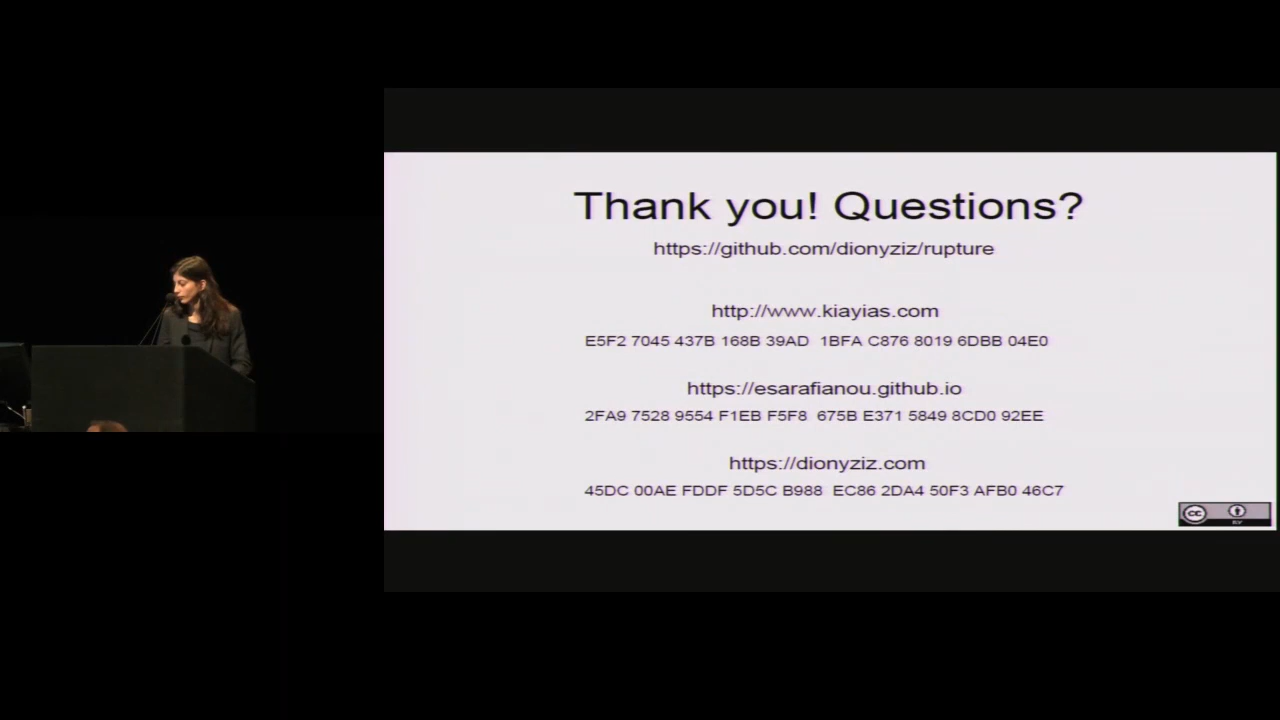 Thank you! Questions?
https://github.com/dionyziz/rupture
http://www.kiayias.com
E5F2 7045 437B 168B 39AD 1BFA C876 8019 6DBB 04E0
https://esarafianou.github.io
2FA9 7528 9554 F1EB F5F8 675B E371 5849 8CD0 92EE
https://dionyziz.com
45DC 00AE FDDF 5D5C B988 EC86 2DA4 50F3 AFB0 46C7
cc
BY